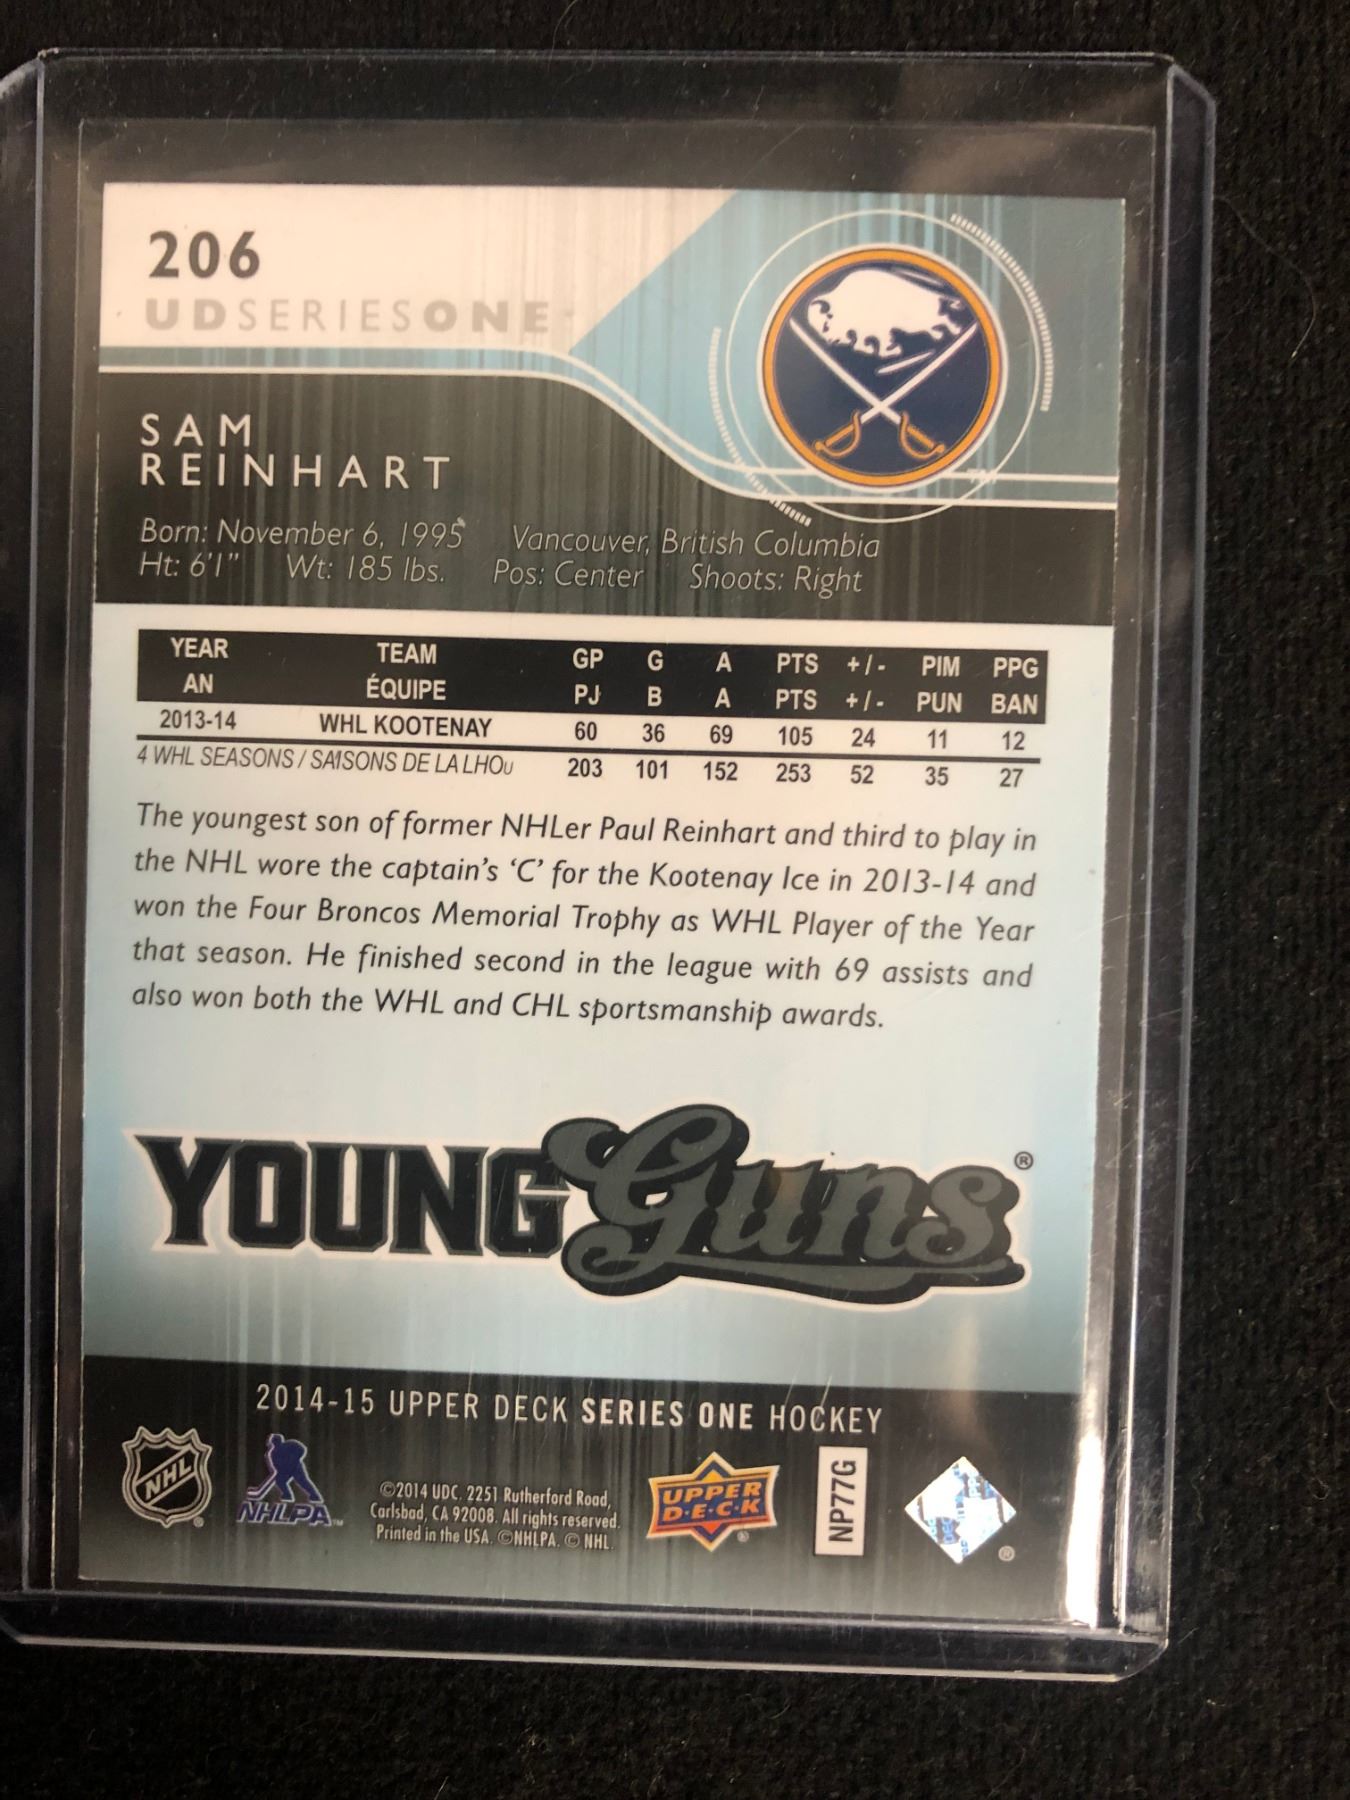 206
UDSERIESONE
SAM
REINHART
Born: November 6, 1995 Vancouver, British Columbia
Ht: 6'1" Wt: 185 lbs. Pos: Center Shoots: Right
YEAR TEAM GP G A PTS +/- PIM PPG
AN ÉQUIPE PJ B A PTS +/- PUN BAN
2013-14 WHL KOOTENAY 60 36 69 105 24 11 12
4 WHL SEASONS / SAISONS DE LA LHOu 203 101 152 253 52 35 27
The youngest son of former NHLer Paul Reinhart and third to play in
the NHL wore the captain's 'C' for the Kootenay Ice in 2013-14 and
won the Four Broncos Memorial Trophy as WHL Player of the Year
that season. He finished second in the league with 69 assists and
also won both the WHL and CHL sportsmanship awards.
YOUNG Guns®
2014-15 UPPER DECK SERIES ONE HOCKEY
NHL ®
NHLPA™
©2014 UDC. 2251 Rutherford Road,
Carlsbad, CA 92008. All rights reserved.
Printed in the USA. ©NHLPA. © NHL.
UPPER
D·E·C·K ®
NP77G
®